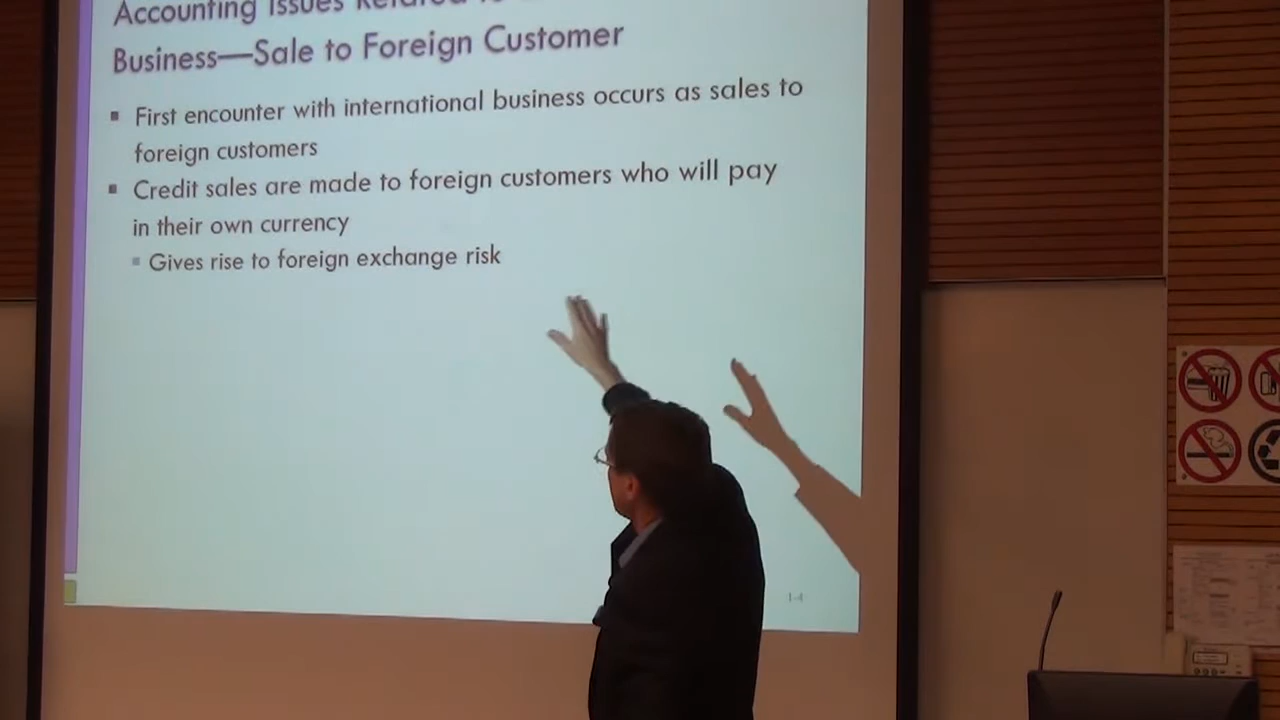 Accounting Issues Related to
Business—Sale to Foreign Customer
First encounter with international business occurs as sales to
foreign customers
Credit sales are made to foreign customers who will pay
in their own currency
Gives rise to foreign exchange risk
1-4